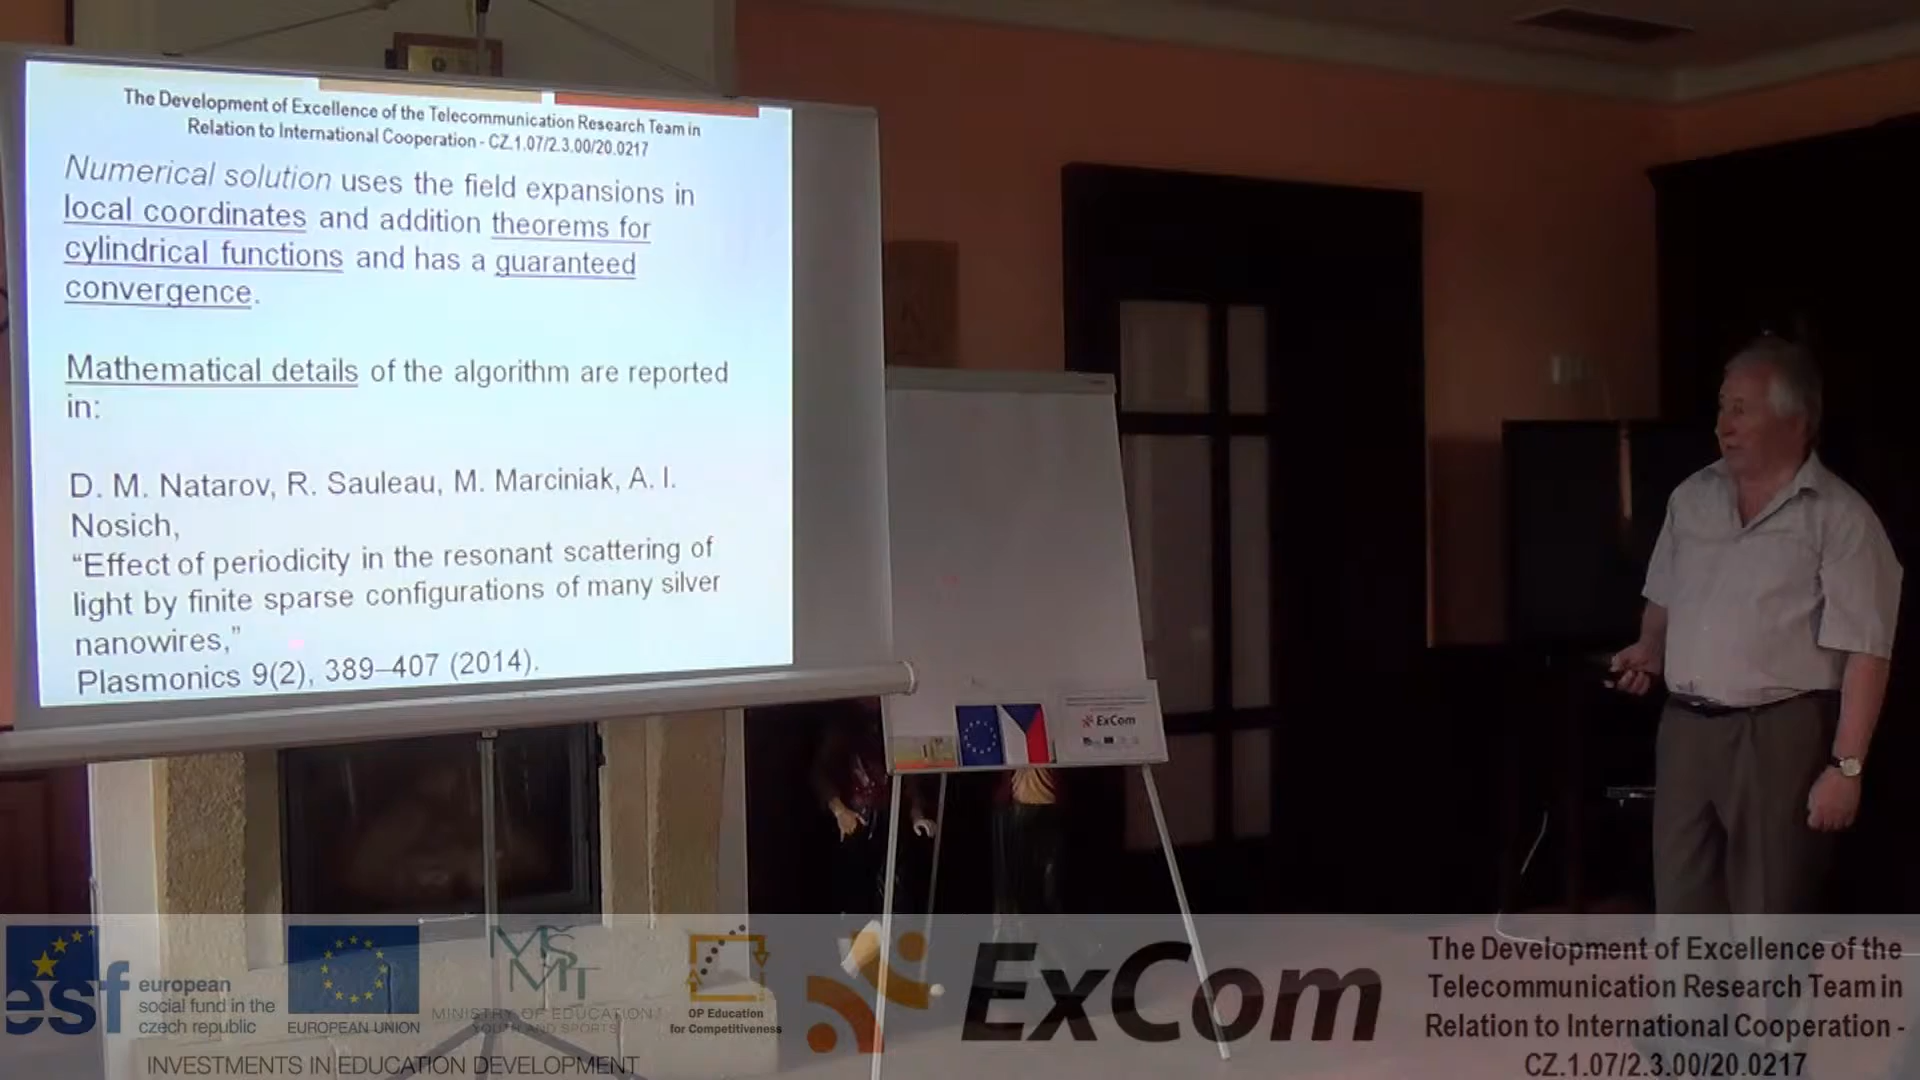 The Development of Excellence of the Telecommunication Research Team in
Relation to International Cooperation - CZ.1.07/2.3.00/20.0217
Numerical solution uses the field expansions in
local coordinates and addition theorems for
cylindrical functions and has a guaranteed
convergence.
Mathematical details of the algorithm are reported
in:
D. M. Natarov, R. Sauleau, M. Marciniak, A. I.
Nosich,
“Effect of periodicity in the resonant scattering of
light by finite sparse configurations of many silver
nanowires,”
Plasmonics 9(2), 389–407 (2014).
ExCom
esf
european
social fund in the
czech republic
EUROPEAN UNION
MŠ
MT
MINISTRY OF EDUCATION
YOUTH AND SPORTS
OP Education
for Competitiveness
INVESTMENTS IN EDUCATION DEVELOPMENT
ExCom
The Development of Excellence of the
Telecommunication Research Team in
Relation to International Cooperation -
CZ.1.07/2.3.00/20.0217